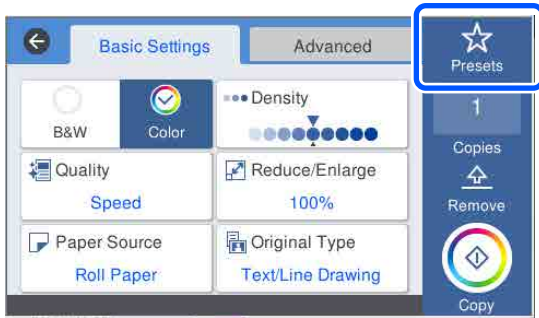 Basic Settings
Advanced
Presets
B&W
Color
Density
1
Copies
Quality
Speed
Reduce/Enlarge
100%
Remove
Paper Source
Roll Paper
Original Type
Text/Line Drawing
Copy